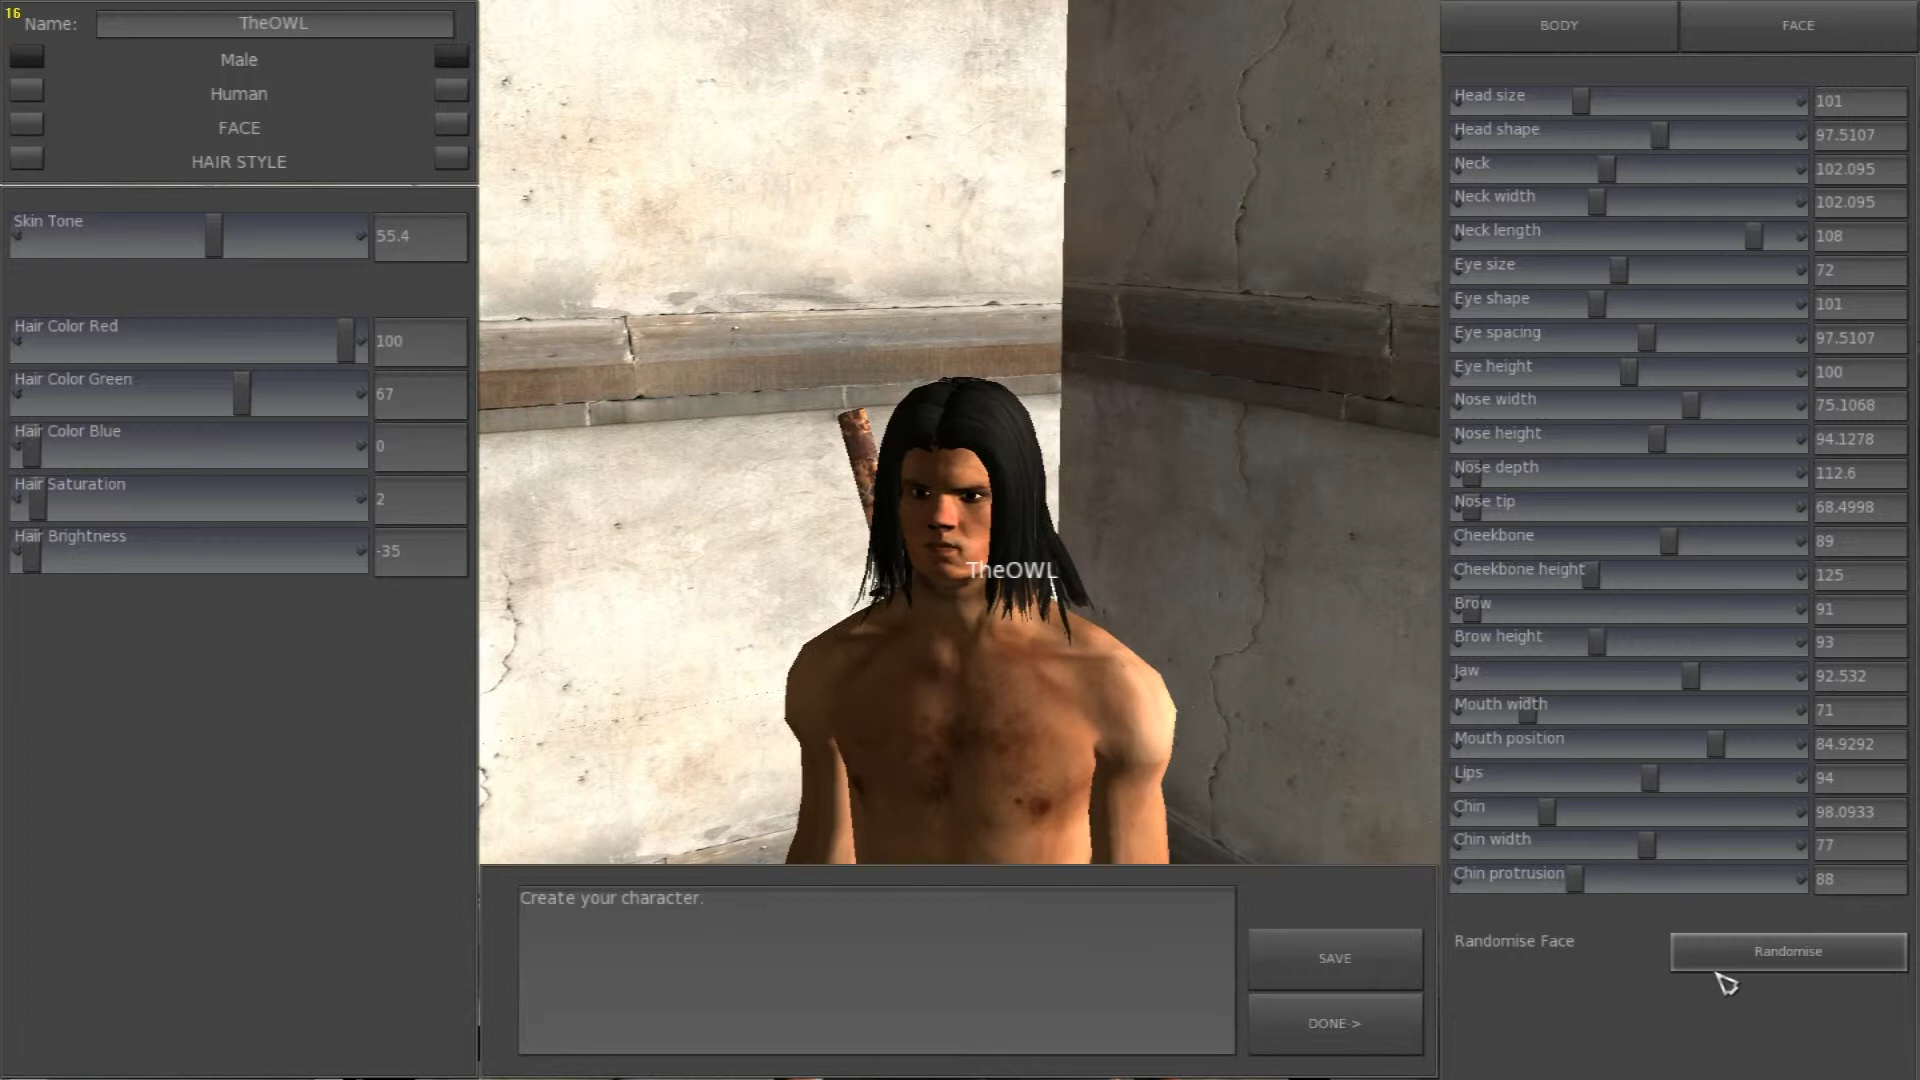 16
Name: TheOWL
Male
Human
FACE
HAIR STYLE
Skin Tone 55.4
Hair Color Red 100
Hair Color Green 67
Hair Color Blue 0
Hair Saturation 2
Hair Brightness -35
TheOWL
Create your character.
SAVE
DONE->
BODY FACE
Head size 101
Head shape 97.5107
Neck 102.095
Neck width 102.095
Neck length 108
Eye size 72
Eye shape 101
Eye spacing 97.5107
Eye height 100
Nose width 75.1068
Nose height 94.1278
Nose depth 112.6
Nose tip 68.4998
Cheekbone 89
Cheekbone height 125
Brow 91
Brow height 93
Jaw 92.532
Mouth width 71
Mouth position 84.9292
Lips 94
Chin 98.0933
Chin width 77
Chin protrusion 88
Randomise Face Randomise